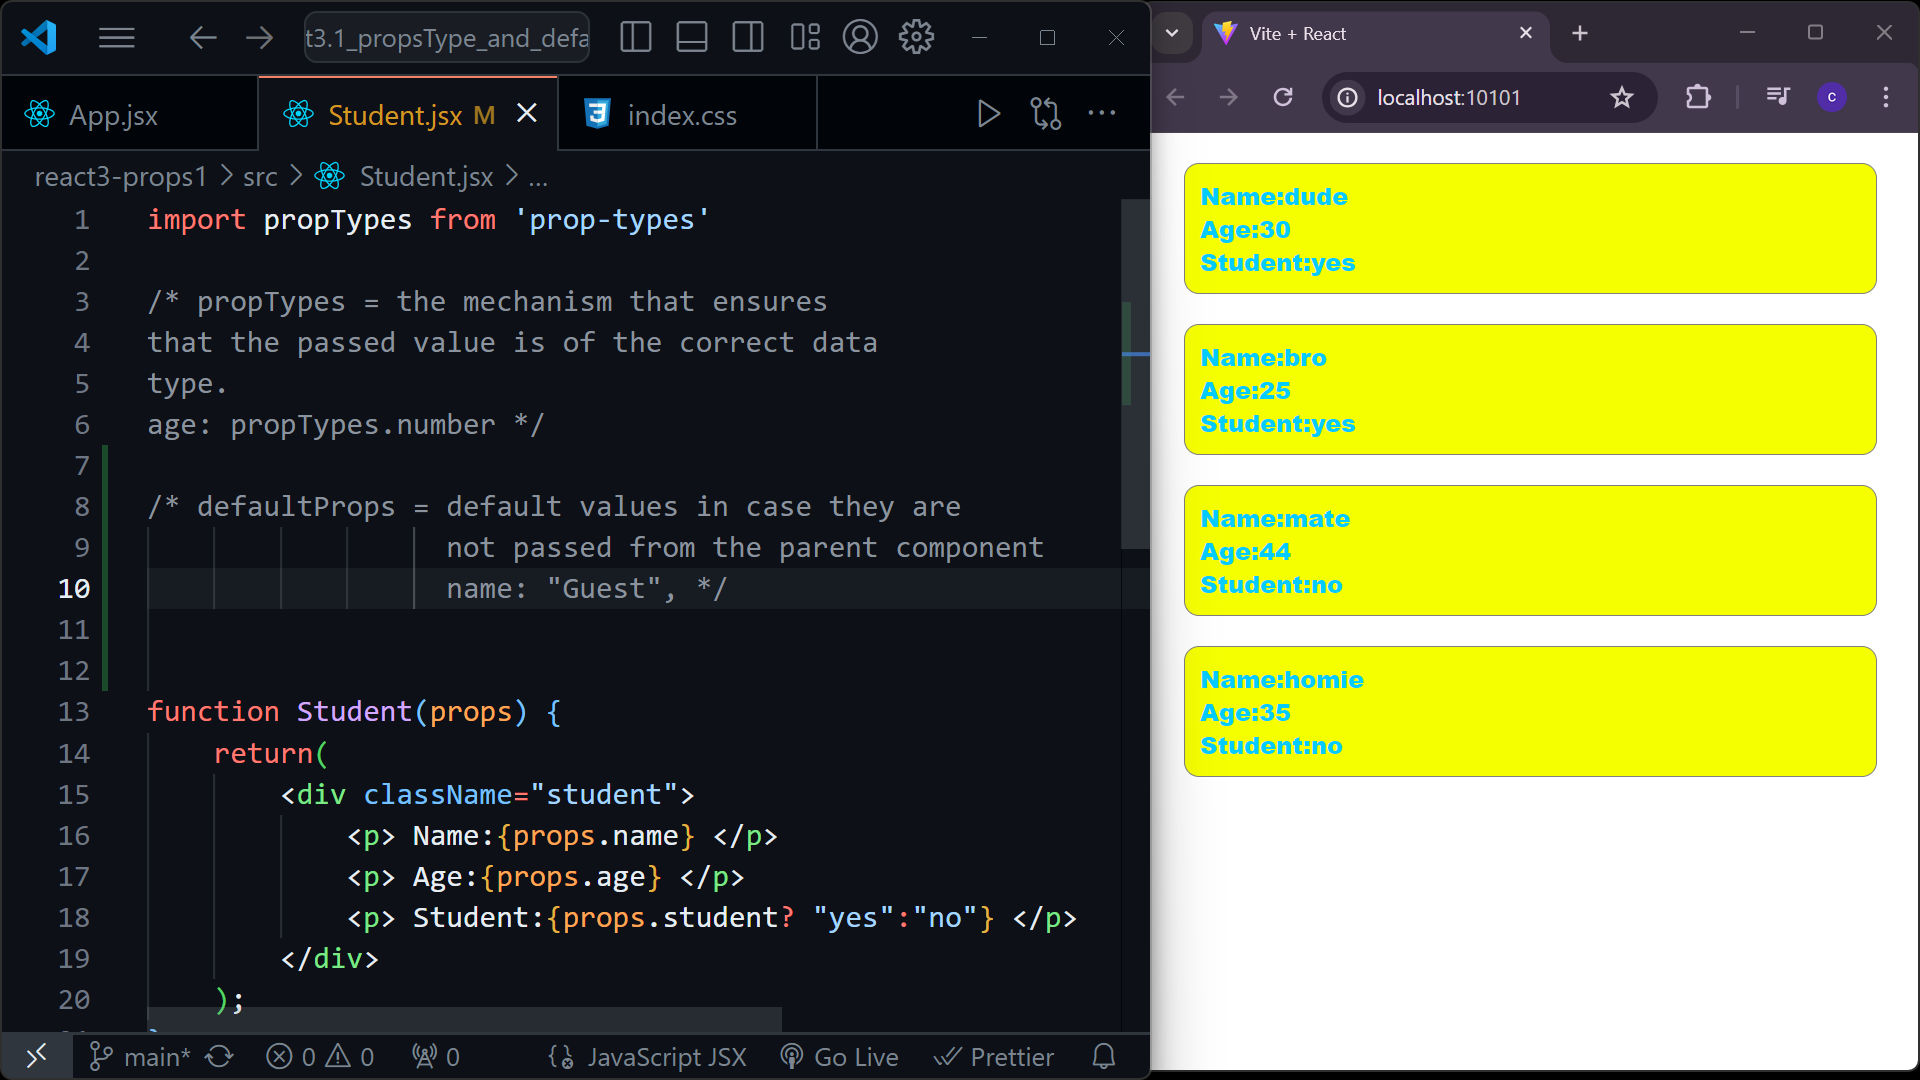 t3.1_propsType_and_defa
App.jsx
Student.jsx M
index.css
react3-props1 > src > Student.jsx > ...
1 import propTypes from 'prop-types'
2
3 /* propTypes = the mechanism that ensures
4 that the passed value is of the correct data
5 type.
6 age: propTypes.number */
7
8 /* defaultProps = default values in case they are
9 not passed from the parent component
10 name: "Guest", */
11
12
13 function Student(props) {
14 return(
15 <div className="student">
16 <p> Name:{props.name} </p>
17 <p> Age:{props.age} </p>
18 <p> Student:{props.student? "yes":"no"} </p>
19 </div>
20 );
main* 0 0 0 JavaScript JSX Go Live Prettier
Vite + React
localhost:10101
c
Name:dude
Age:30
Student:yes
Name:bro
Age:25
Student:yes
Name:mate
Age:44
Student:no
Name:homie
Age:35
Student:no